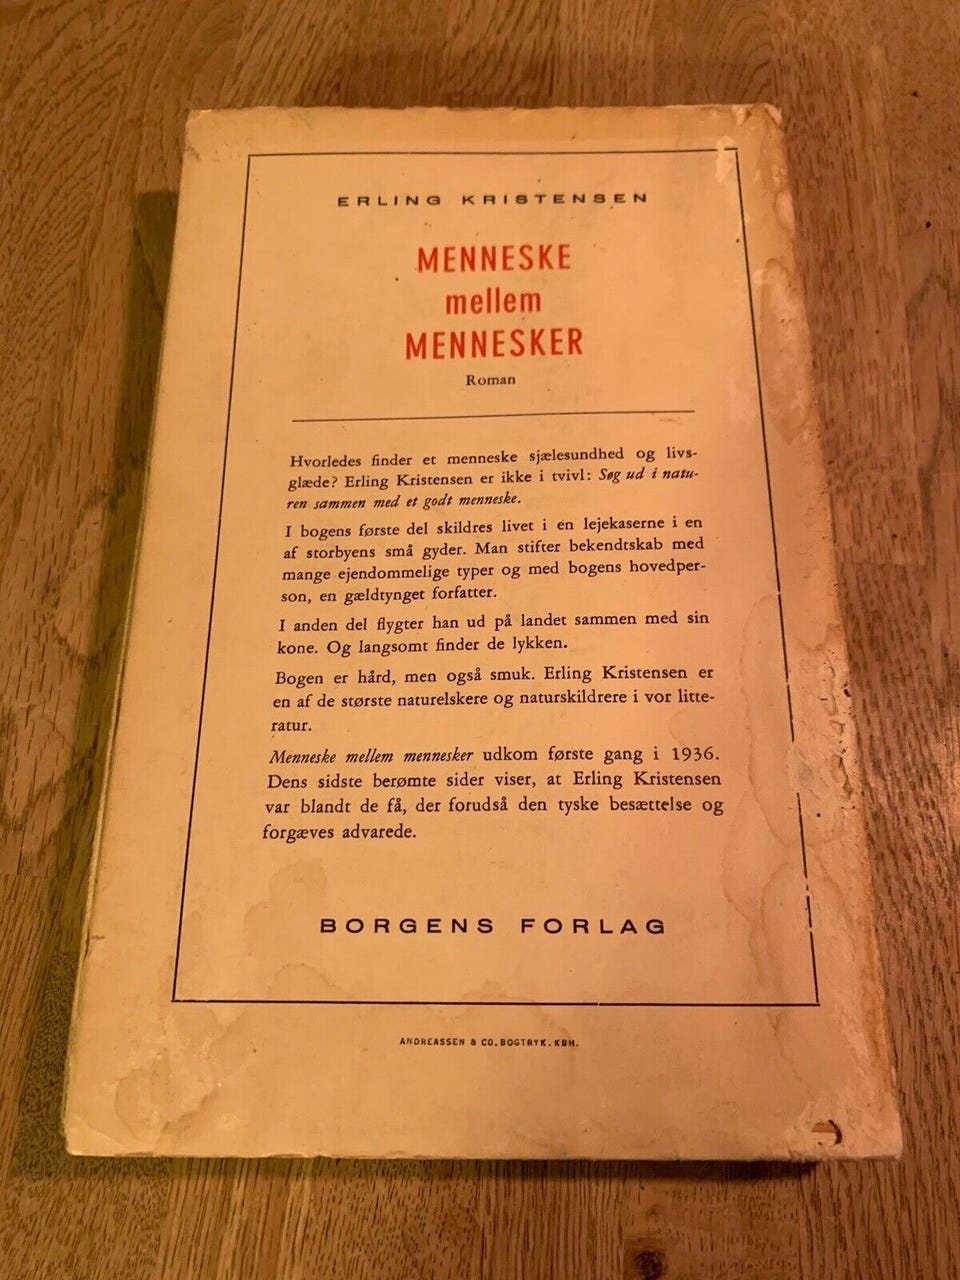 ERLING KRISTENSEN
MENNESKE
mellem
MENNESKER
Roman
Hvorledes finder et menneske sjælesundhed og livs-
glæde? Erling Kristensen er ikke i tvivl: Søg ud i natu-
ren sammen med et godt menneske.
I bogens første del skildres livet i en lejekaserne i en
af storbyens små gyder. Man stifter bekendtskab med
mange ejendommelige typer og med bogens hovedper-
son, en gældtynget forfatter.
I anden del flygter han ud på landet sammen med sin
kone. Og langsomt finder de lykken.
Bogen er hård, men også smuk. Erling Kristensen er
en af de største naturelskere og naturskildrere i vor litte-
ratur.
Menneske mellem mennesker udkom første gang i 1936.
Dens sidste berømte sider viser, at Erling Kristensen
var blandt de få, der forudså den tyske besættelse og
forgæves advarede.
BORGENS FORLAG
ANDREASSEN & CO. BOGTRYK. KBH.